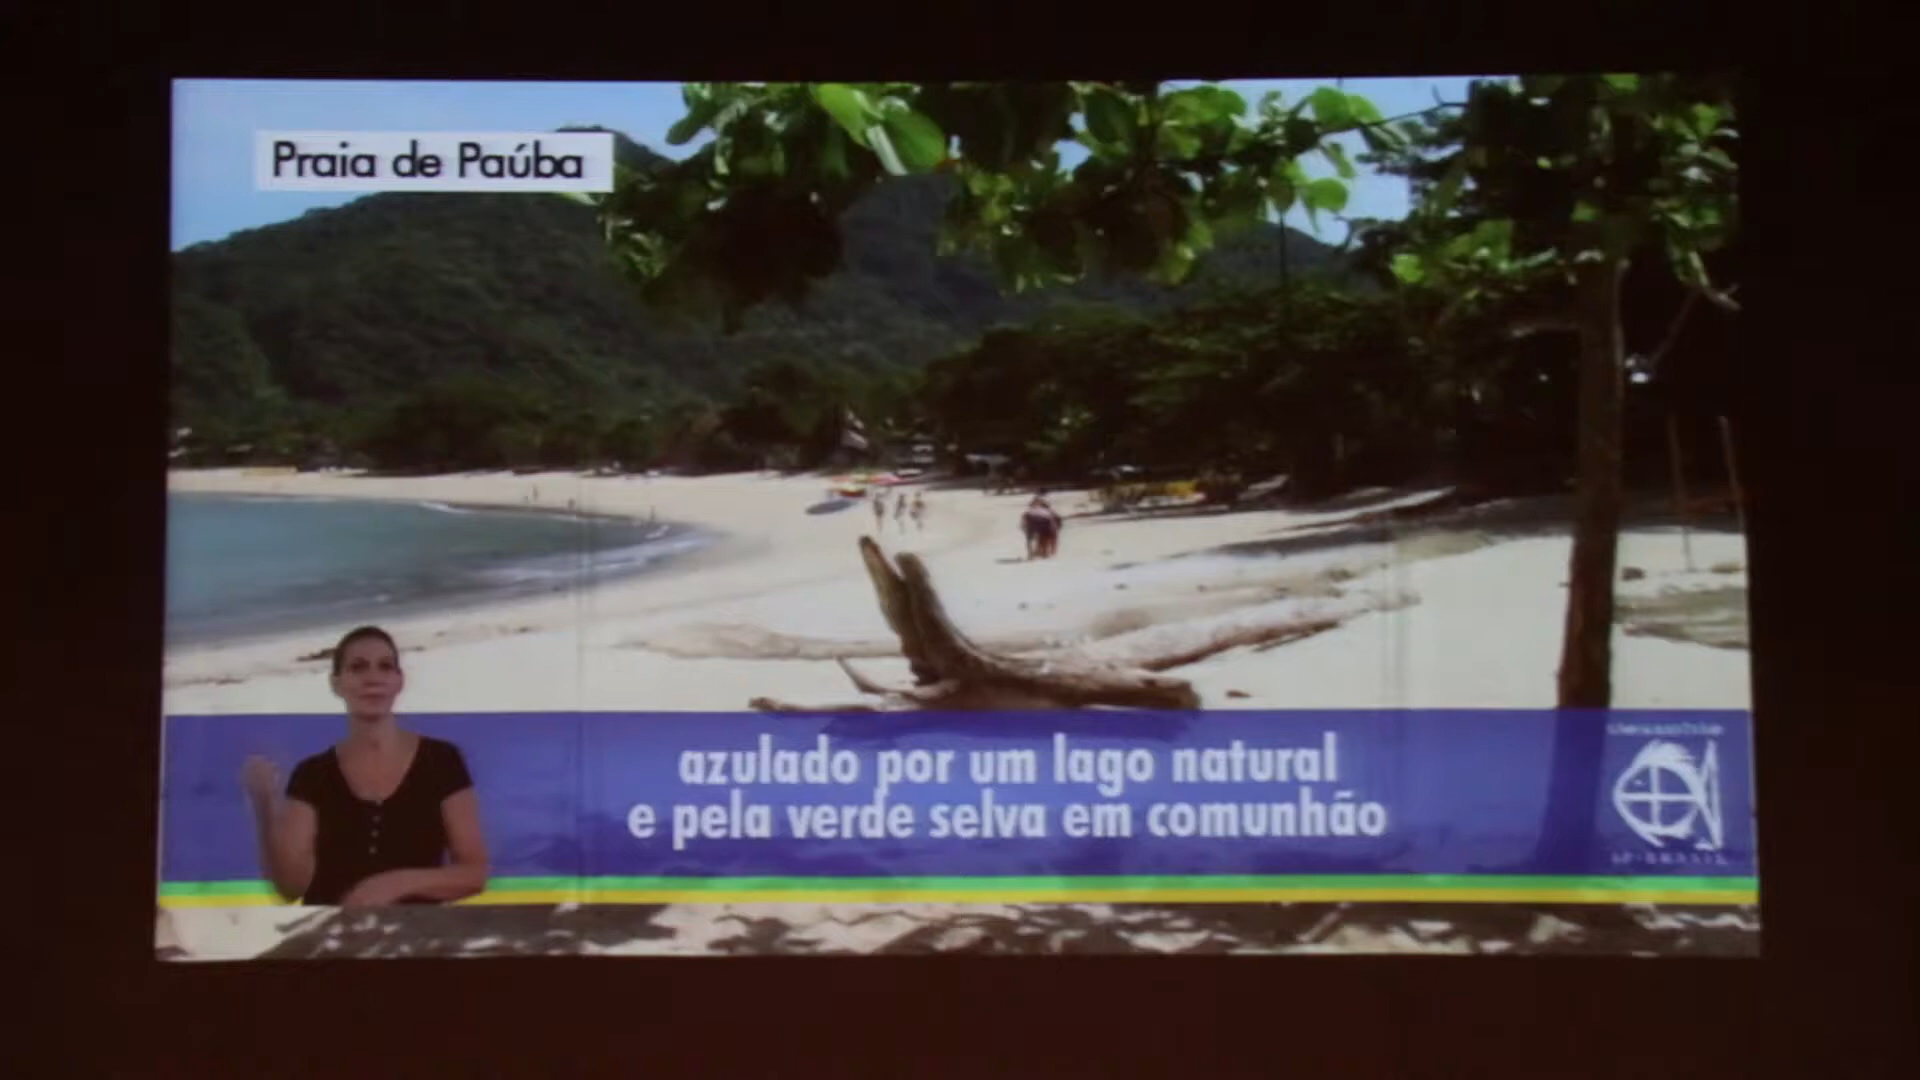 Praia de Paúba
azulado por um lago natural
e pela verde selva em comunhão